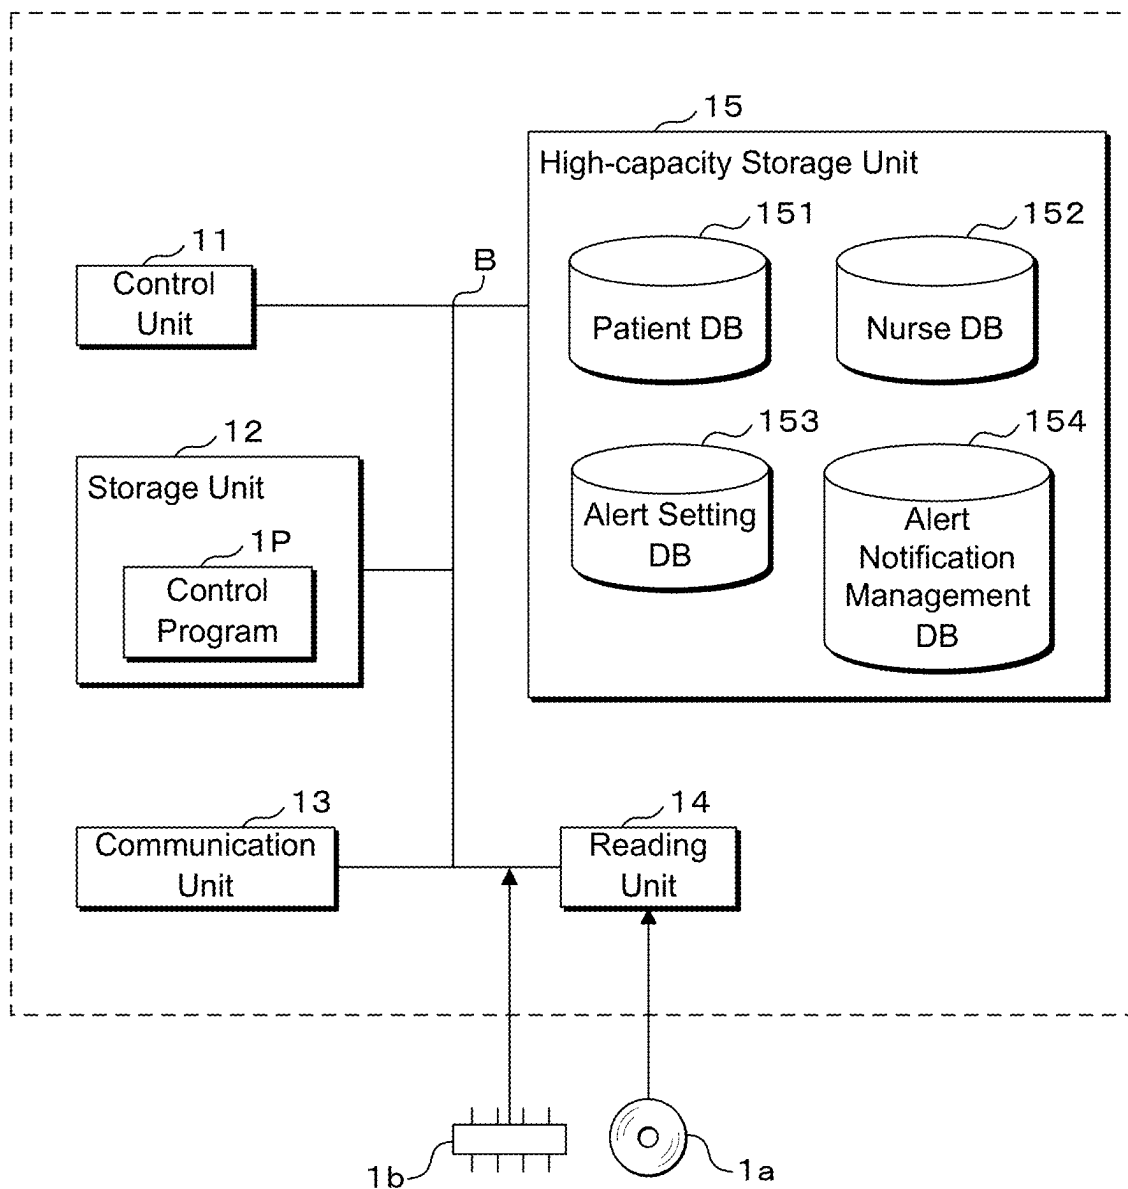 15
High-capacity Storage Unit
151
152
Patient DB
Nurse DB
153
154
Alert Setting
DB
Alert
Notification
Management
DB
11
Control
Unit
B
12
Storage Unit
1P
Control
Program
13
Communication
Unit
14
Reading
Unit
1b
1a